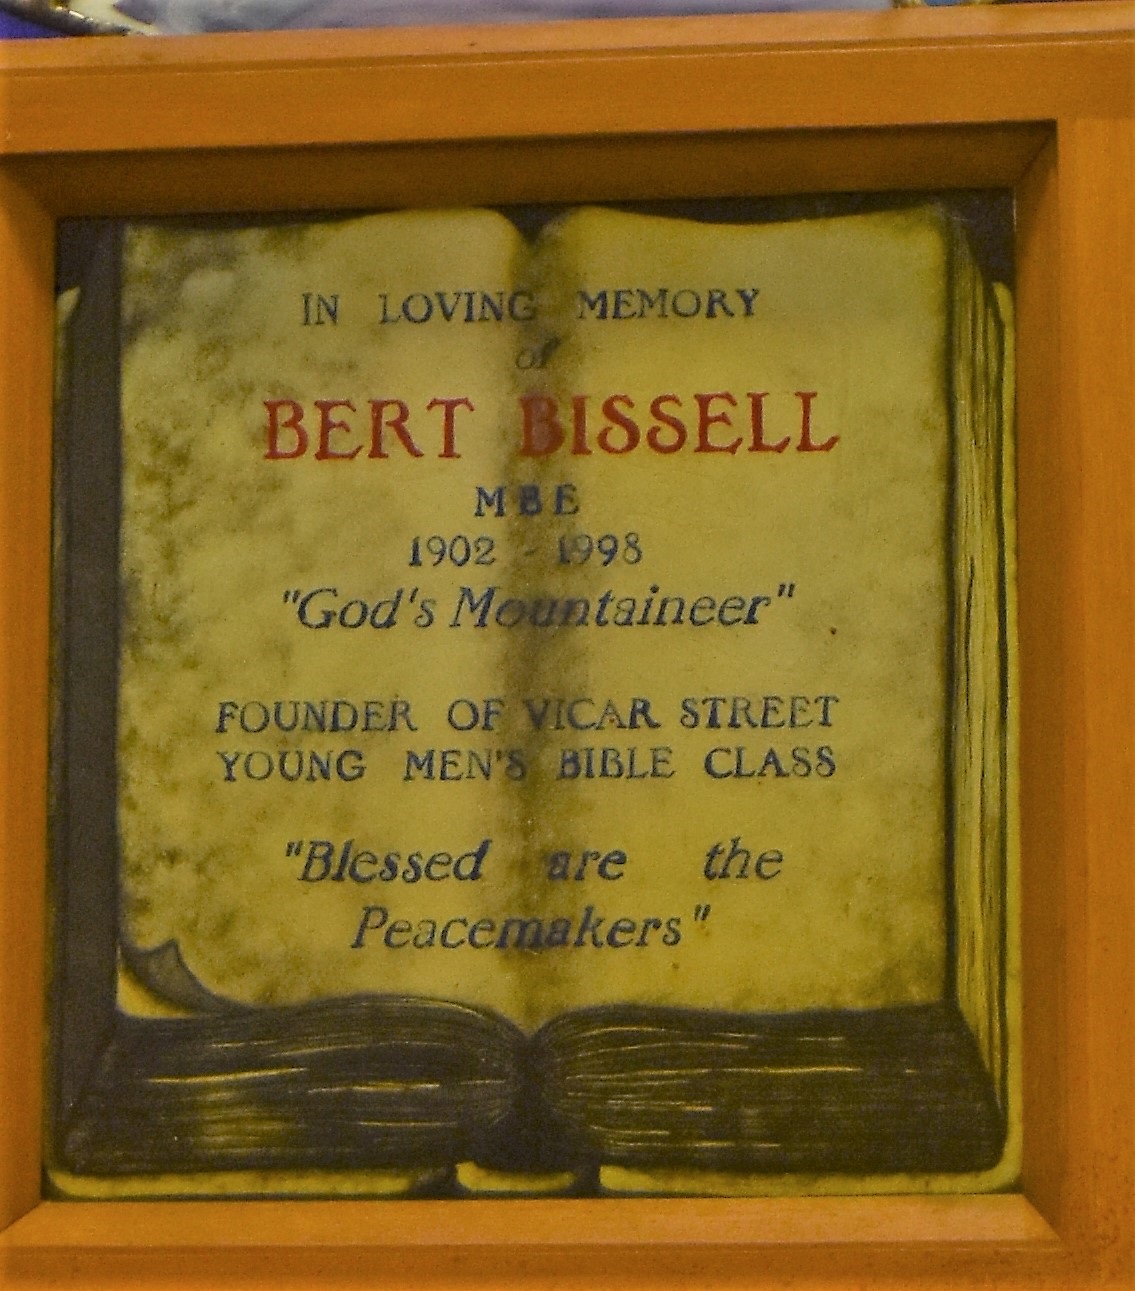 IN LOVING MEMORY
of
BERT BISSELL
MBE
1902 - 1998
"God's Mountaineer"
FOUNDER OF VICAR STREET
YOUNG MEN'S BIBLE CLASS
"Blessed are the
Peacemakers"